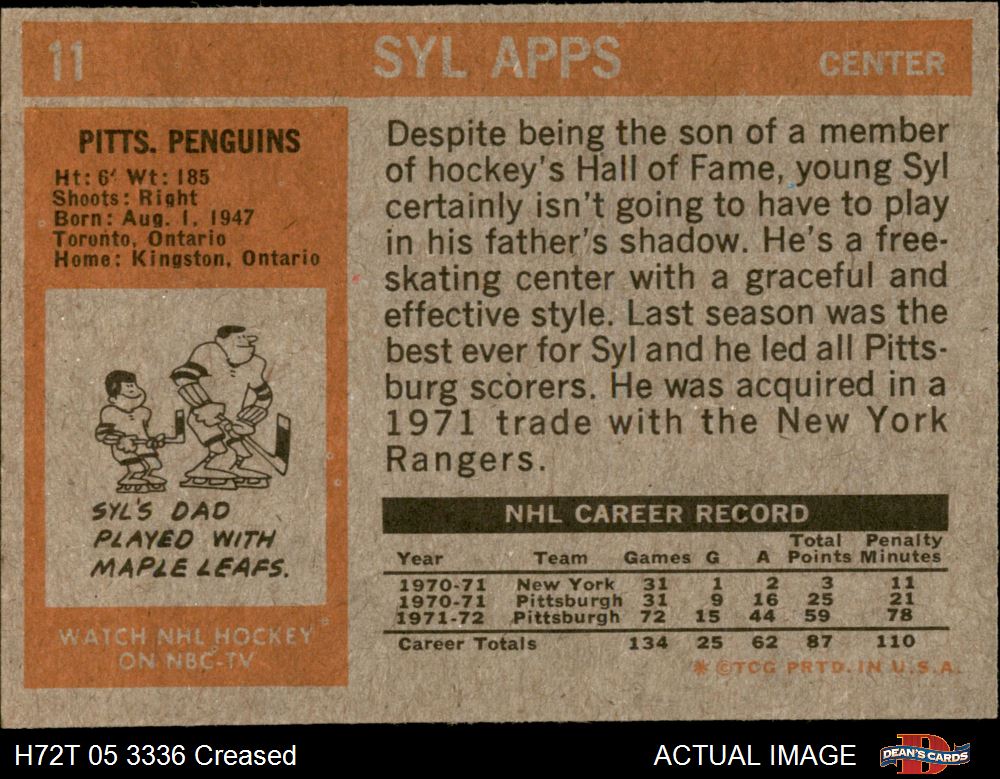 11
SYL APPS
CENTER
PITTS. PENGUINS
Ht: 6' Wt: 185
Shoots: Right
Born: Aug. 1, 1947
Toronto, Ontario
Home: Kingston, Ontario
SYL'S DAD
PLAYED WITH
MAPLE LEAFS.
WATCH NHL HOCKEY
ON NBC-TV
Despite being the son of a member
of hockey's Hall of Fame, young Syl
certainly isn't going to have to play
in his father's shadow. He's a free-
skating center with a graceful and
effective style. Last season was the
best ever for Syl and he led all Pitts-
burg scorers. He was acquired in a
1971 trade with the New York
Rangers.
NHL CAREER RECORD
Year Team Games G A Total Points Penalty Minutes
1970-71 New York 31 1 2 3 11
1970-71 Pittsburgh 31 9 16 25 21
1971-72 Pittsburgh 72 15 44 59 78
Career Totals 134 25 62 87 110
* ©TCG PRTD. IN U.S.A.
H72T 05 3336 Creased
ACTUAL IMAGE
DEAN'S CARDS